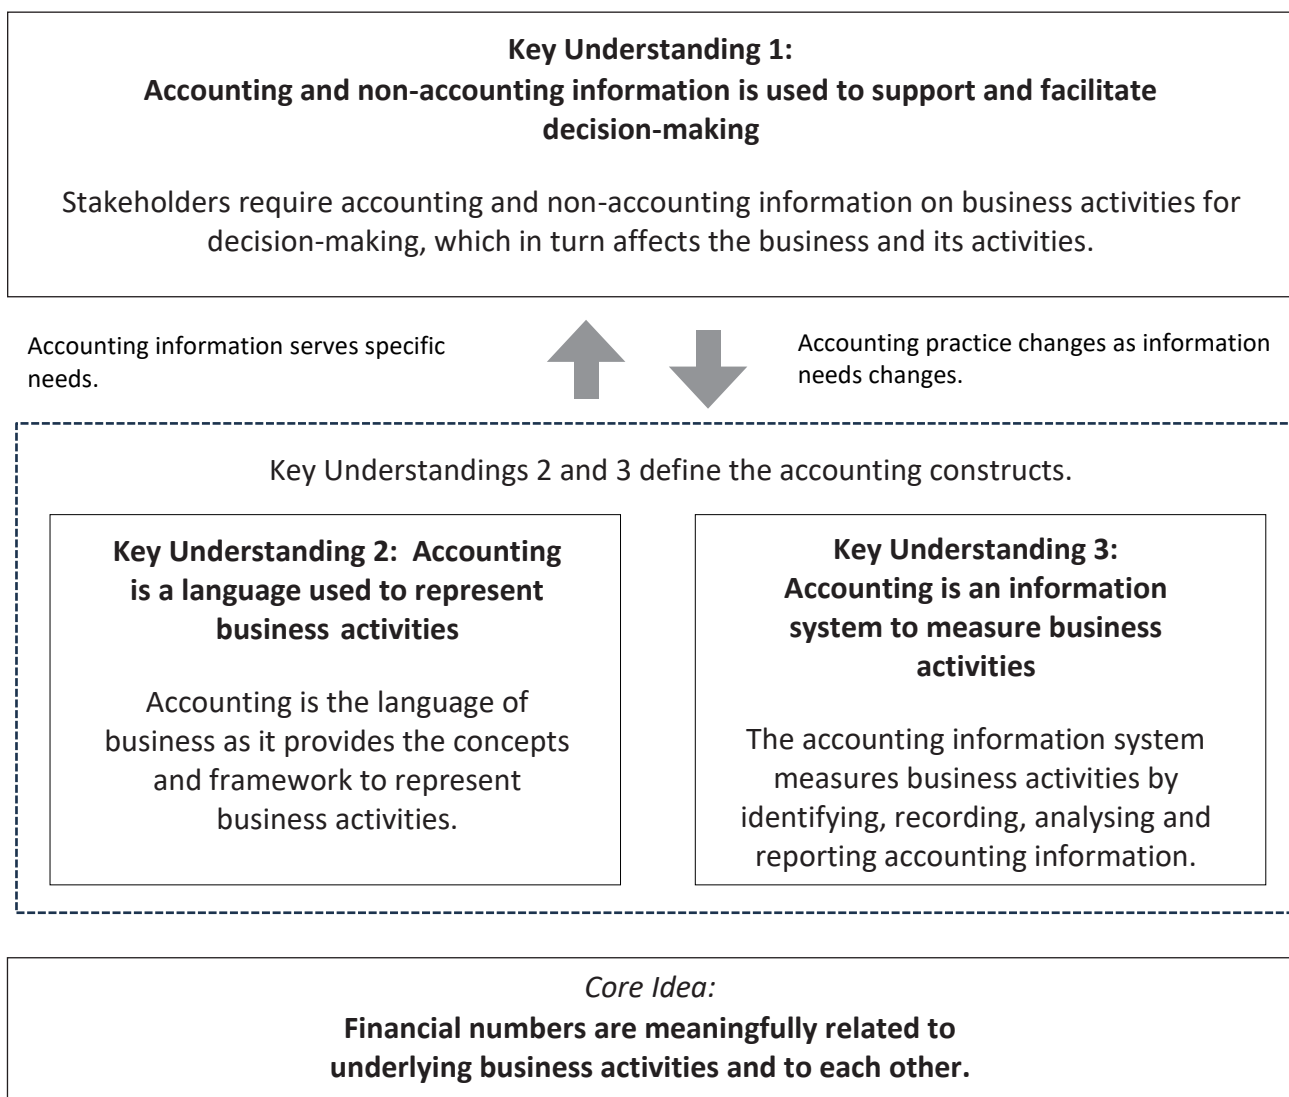 Key Understanding 1:
Accounting and non-accounting information is used to support and facilitate
decision-making
Stakeholders require accounting and non-accounting information on business activities for
decision-making, which in turn affects the business and its activities.
Accounting information serves specific
needs.
Accounting practice changes as information
needs changes.
Key Understandings 2 and 3 define the accounting constructs.
Key Understanding 2: Accounting
is a language used to represent
business activities
Accounting is the language of
business as it provides the concepts
and framework to represent
business activities.
Key Understanding 3:
Accounting is an information
system to measure business
activities
The accounting information system
measures business activities by
identifying, recording, analysing and
reporting accounting information.
Core Idea:
Financial numbers are meaningfully related to
underlying business activities and to each other.